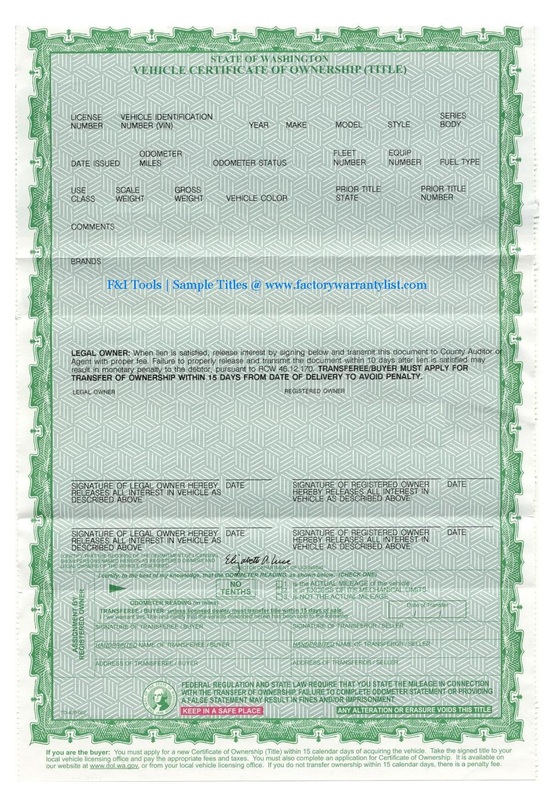 STATE OF WASHINGTON
VEHICLE CERTIFICATE OF OWNERSHIP (TITLE)
LICENSE NUMBER
VEHICLE IDENTIFICATION NUMBER (VIN)
YEAR
MAKE
MODEL
STYLE
SERIES BODY
DATE ISSUED
ODOMETER MILES
ODOMETER STATUS
FLEET NUMBER
EQUIP NUMBER
FUEL TYPE
USE CLASS
SCALE WEIGHT
GROSS WEIGHT
VEHICLE COLOR
PRIOR TITLE STATE
PRIOR TITLE NUMBER
COMMENTS
BRANDS
F&I Tools | Sample Titles @ www.factorywarrantylist.com
LEGAL OWNER: When lien is satisfied, release interest by signing below and transmit this document to County Auditor or
Agent with proper fee. Failure to properly release and transmit the document within 10 days after lien is satisfied may
result in monetary penalty to the debtor, pursuant to RCW 46.12.170. TRANSFEREE/BUYER MUST APPLY FOR
TRANSFER OF OWNERSHIP WITHIN 15 DAYS FROM DATE OF DELIVERY TO AVOID PENALTY.
LEGAL OWNER
REGISTERED OWNER
SIGNATURE OF LEGAL OWNER HEREBY
RELEASES ALL INTEREST IN VEHICLE AS
DESCRIBED ABOVE
DATE
SIGNATURE OF REGISTERED OWNER
HEREBY RELEASES ALL INTEREST IN
VEHICLE AS DESCRIBED ABOVE
DATE
SIGNATURE OF LEGAL OWNER HEREBY
RELEASES ALL INTEREST IN VEHICLE AS
DESCRIBED ABOVE
DATE
SIGNATURE OF REGISTERED OWNER
HEREBY RELEASES ALL INTEREST IN
VEHICLE AS DESCRIBED ABOVE
DATE
ASSIGNMENT BY
REGISTERED OWNER
I certify, to the best of my knowledge, that the ODOMETER READING, as shown below: (CHECK ONE)
NO TENTHS
is the ACTUAL MILEAGE of the vehicle
is in EXCESS OF ITS MECHANICAL LIMITS
is NOT THE ACTUAL MILEAGE
ODOMETER READING (in miles)
Date of Transfer
TRANSFEREE / BUYER: unless licensed dealer, must transfer title within 15 days of sale.
SIGNATURE OF TRANSFEREE / BUYER
SIGNATURE OF TRANSFEROR / SELLER
HANDPRINTED NAME OF TRANSFEREE / BUYER
HANDPRINTED NAME OF TRANSFEROR / SELLER
ADDRESS OF TRANSFEREE / BUYER
ADDRESS OF TRANSFEROR / SELLER
FEDERAL REGULATION AND STATE LAW REQUIRE THAT YOU STATE THE MILEAGE IN CONNECTION
WITH THE TRANSFER OF OWNERSHIP. FAILURE TO COMPLETE ODOMETER STATEMENT OR PROVIDING
A FALSE STATEMENT MAY RESULT IN FINES AND/OR IMPRISONMENT.
KEEP IN A SAFE PLACE
ANY ALTERATION OR ERASURE VOIDS THIS TITLE
If you are the buyer: You must apply for a new Certificate of Ownership (Title) within 15 calendar days of acquiring the vehicle. Take the signed title to your
local vehicle licensing office and pay the appropriate fees and taxes. You must also complete an application for Certificate of Ownership. It is available on
our website at www.dol.wa.gov, or from your local vehicle licensing office. If you do not transfer ownership within 15 calendar days, there is a penalty fee.